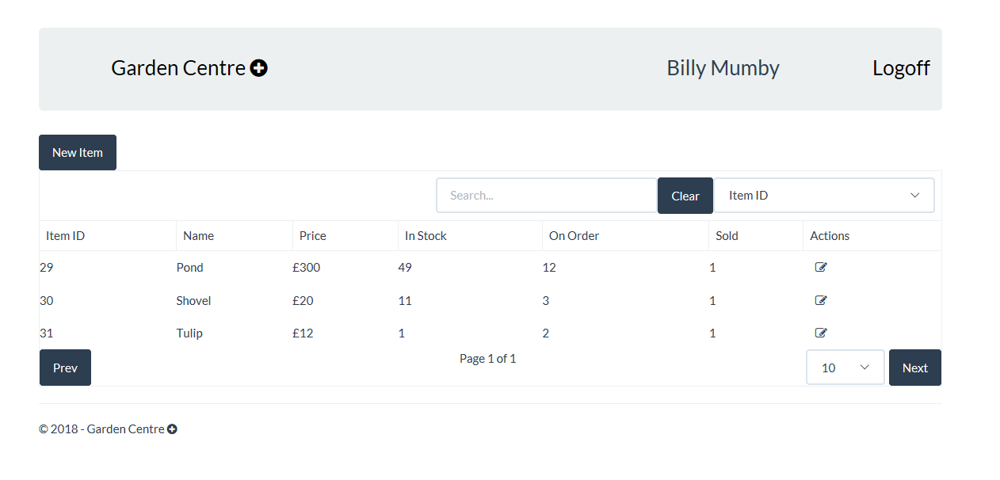 Garden Centre Billy Mumby Logoff
New Item
Search... Clear Item ID
Item ID Name Price In Stock On Order Sold Actions
29 Pond £300 49 12 1
30 Shovel £20 11 3 1
31 Tulip £12 1 2 1
Prev Page 1 of 1 10 Next
© 2018 - Garden Centre